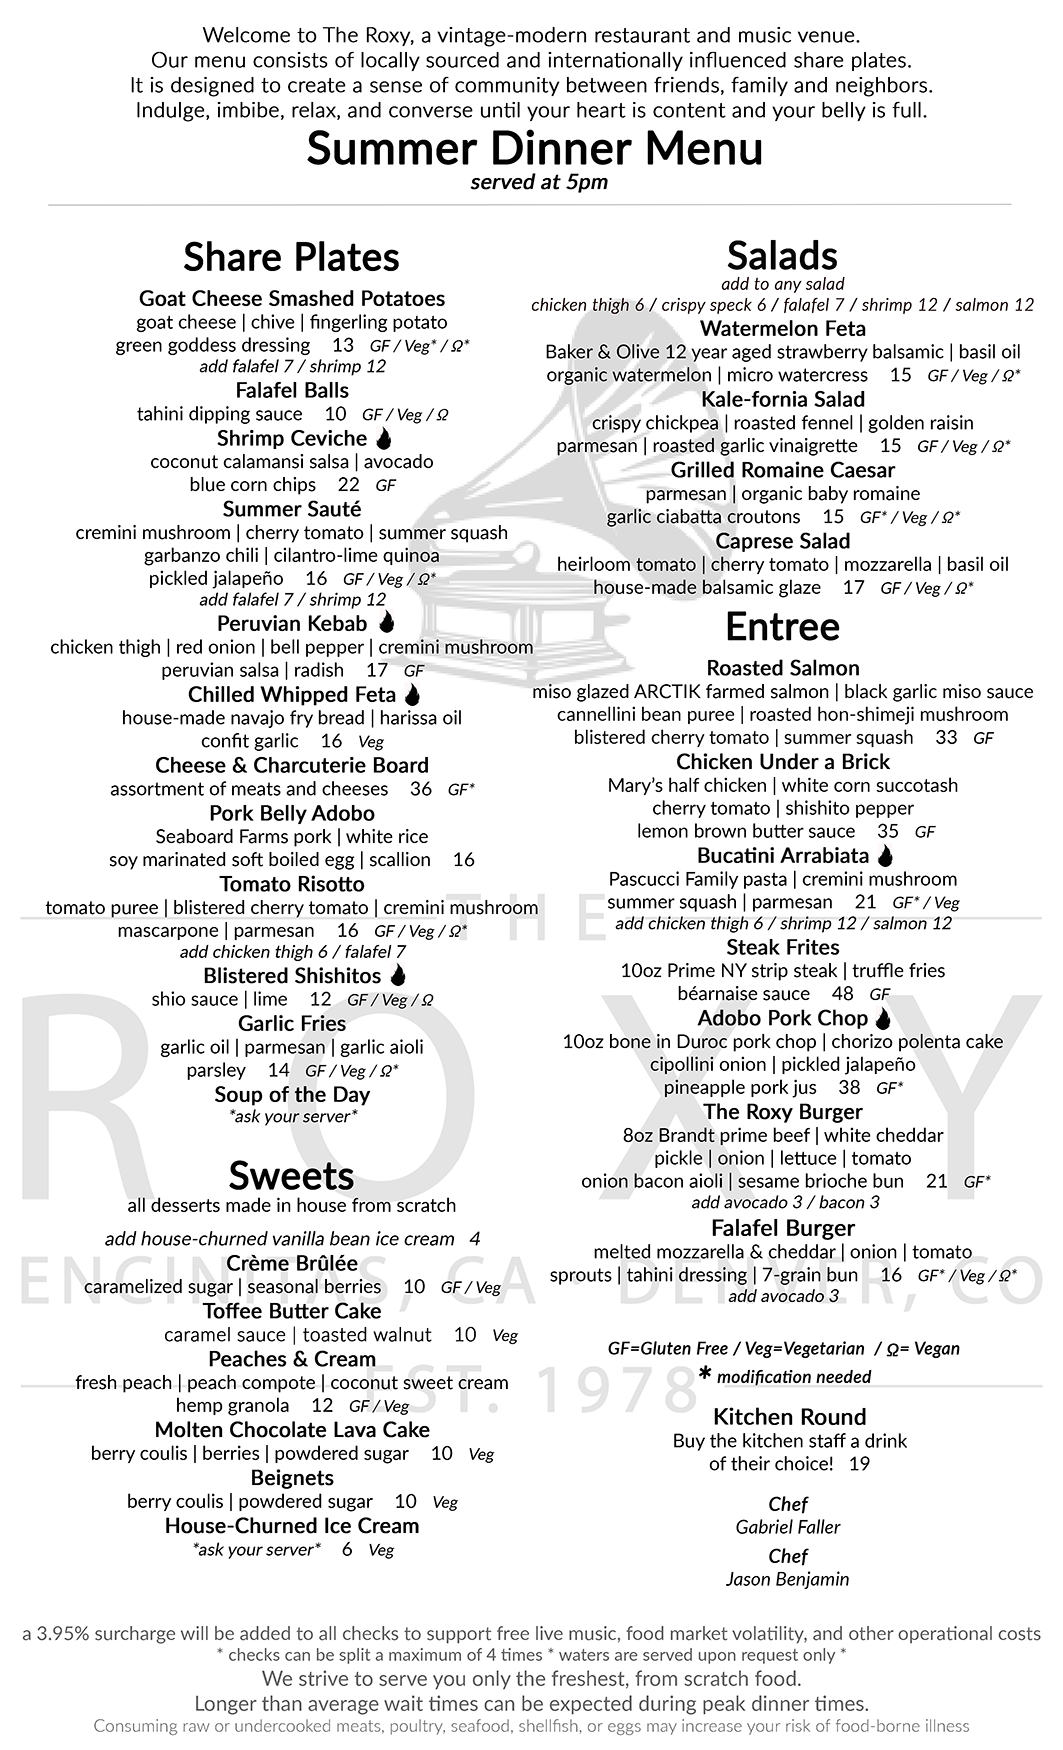 Welcome to The Roxy, a vintage-modern restaurant and music venue.
Our menu consists of locally sourced and internationally influenced share plates.
It is designed to create a sense of community between friends, family and neighbors.
Indulge, imbibe, relax, and converse until your heart is content and your belly is full.
Summer Dinner Menu
served at 5pm
Share Plates
Goat Cheese Smashed Potatoes
goat cheese | chive | fingerling potato
green goddess dressing 13 GF / Veg* / Ω*
add falafel 7 / shrimp 12
Falafel Balls
tahini dipping sauce 10 GF / Veg / Ω
Shrimp Ceviche
coconut calamansi salsa | avocado
blue corn chips 22 GF
Summer Sauté
cremini mushroom | cherry tomato | summer squash
garbanzo chili | cilantro-lime quinoa
pickled jalapeño 16 GF / Veg / Ω*
add falafel 7 / shrimp 12
Peruvian Kebab
chicken thigh | red onion | bell pepper | cremini mushroom
peruvian salsa | radish 17 GF
Chilled Whipped Feta
house-made navajo fry bread | harissa oil
confit garlic 16 Veg
Cheese & Charcuterie Board
assortment of meats and cheeses 36 GF*
Pork Belly Adobo
Seaboard Farms pork | white rice
soy marinated soft boiled egg | scallion 16
Tomato Risotto
tomato puree | blistered cherry tomato | cremini mushroom
mascarpone | parmesan 16 GF / Veg / Ω*
add chicken thigh 6 / falafel 7
Blistered Shishitos
shio sauce | lime 12 GF / Veg / Ω
Garlic Fries
garlic oil | parmesan | garlic aioli
parsley 14 GF / Veg / Ω*
Soup of the Day
*ask your server*
Sweets
all desserts made in house from scratch
add house-churned vanilla bean ice cream 4
Crème Brûlée
caramelized sugar | seasonal berries 10 GF / Veg
Toffee Butter Cake
caramel sauce | toasted walnut 10 Veg
Peaches & Cream
fresh peach | peach compote | coconut sweet cream
hemp granola 12 GF / Veg
Molten Chocolate Lava Cake
berry coulis | berries | powdered sugar 10 Veg
Beignets
berry coulis | powdered sugar 10 Veg
House-Churned Ice Cream
*ask your server* 6 Veg
Salads
add to any salad
chicken thigh 6 / crispy speck 6 / falafel 7 / shrimp 12 / salmon 12
Watermelon Feta
Baker & Olive 12 year aged strawberry balsamic | basil oil
organic watermelon | micro watercress 15 GF / Veg / Ω*
Kale-fornia Salad
crispy chickpea | roasted fennel | golden raisin
parmesan | roasted garlic vinaigrette 15 GF / Veg / Ω*
Grilled Romaine Caesar
parmesan | organic baby romaine
garlic ciabatta croutons 15 GF* / Veg / Ω*
Caprese Salad
heirloom tomato | cherry tomato | mozzarella | basil oil
house-made balsamic glaze 17 GF / Veg / Ω*
Entree
Roasted Salmon
miso glazed ARCTIK farmed salmon | black garlic miso sauce
cannellini bean puree | roasted hon-shimeji mushroom
blistered cherry tomato | summer squash 33 GF
Chicken Under a Brick
Mary's half chicken | white corn succotash
cherry tomato | shishito pepper
lemon brown butter sauce 35 GF
Bucatini Arrabiata
Pascucci Family pasta | cremini mushroom
summer squash | parmesan 21 GF* / Veg
add chicken thigh 6 / shrimp 12 / salmon 12
Steak Frites
10oz Prime NY strip steak | truffle fries
béarnaise sauce 48 GF
Adobo Pork Chop
10oz bone in Duroc pork chop | chorizo polenta cake
cipollini onion | pickled jalapeño
pineapple pork jus 38 GF*
The Roxy Burger
8oz Brandt prime beef | white cheddar
pickle | onion | lettuce | tomato
onion bacon aioli | sesame brioche bun 21 GF*
add avocado 3 / bacon 3
Falafel Burger
melted mozzarella & cheddar | onion | tomato
sprouts | tahini dressing | 7-grain bun 16 GF* / Veg / Ω*
add avocado 3
GF=Gluten Free / Veg=Vegetarian / Ω= Vegan
* modification needed
Kitchen Round
Buy the kitchen staff a drink
of their choice! 19
Chef
Gabriel Faller
Chef
Jason Benjamin
THE
ROXY
ENCINITAS, CA DENVER, CO
EST. 1978
a 3.95% surcharge will be added to all checks to support free live music, food market volatility, and other operational costs
* checks can be split a maximum of 4 times * waters are served upon request only *
We strive to serve you only the freshest, from scratch food.
Longer than average wait times can be expected during peak dinner times.
Consuming raw or undercooked meats, poultry, seafood, shellfish, or eggs may increase your risk of food-borne illness